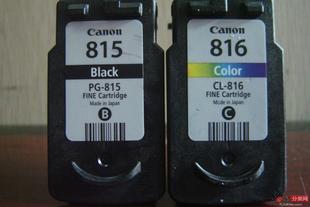 Canon
815
Black
PG-815
FINE Cartridge
Made in Japan
B
Canon
816
Color
CL-816
FINE Cartridge
Made in Japan
C